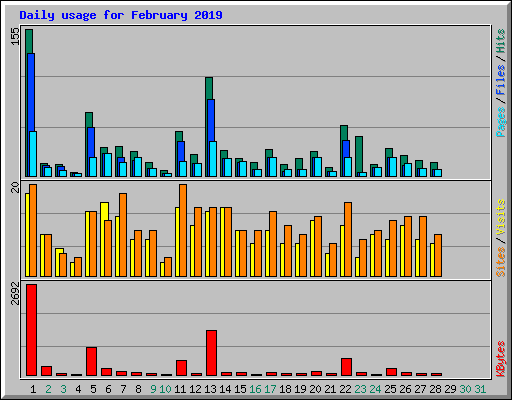 Daily usage for February 2019
155
Pages / Files / Hits
20
Sites / Visits
2692
KBytes
1 2 3 4 5 6 7 8 9 10 11 12 13 14 15 16 17 18 19 20 21 22 23 24 25 26 27 28 29 30 31